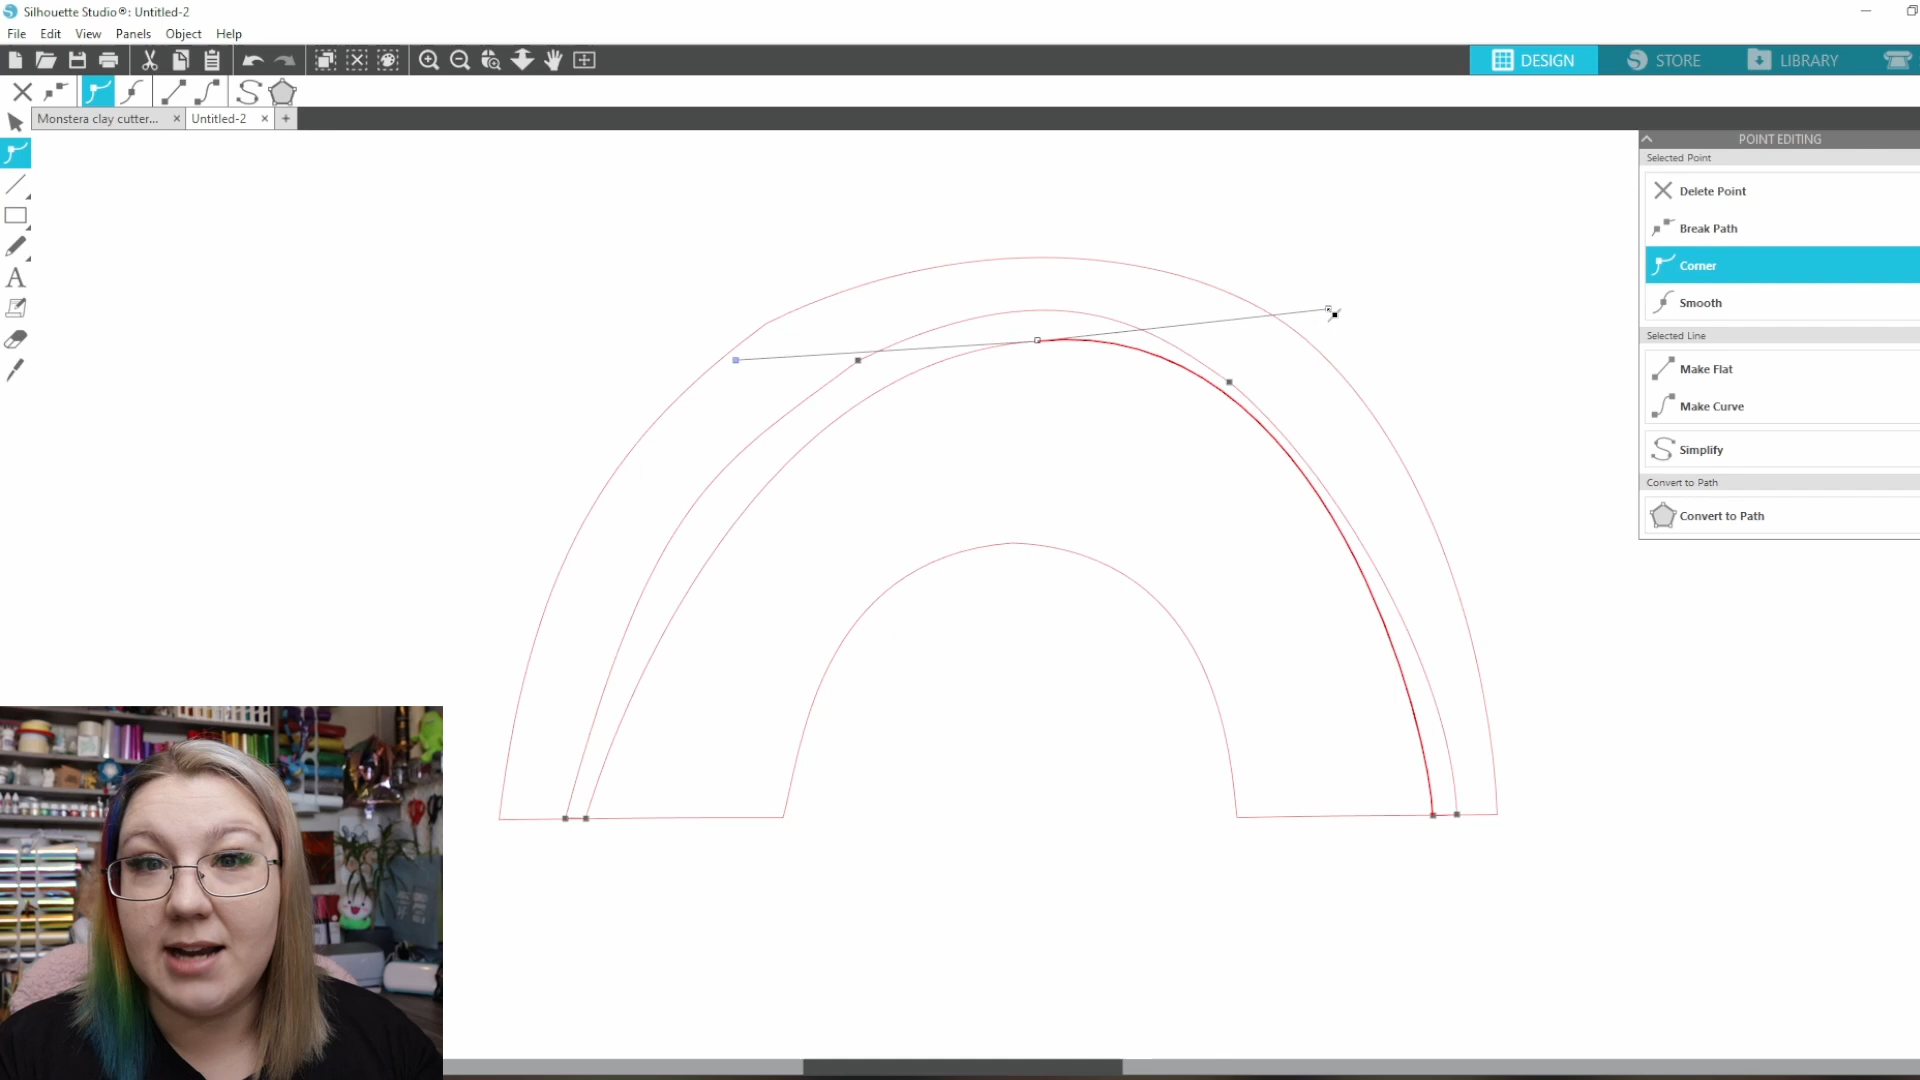 Silhouette Studio®: Untitled-2
File Edit View Panels Object Help
DESIGN STORE LIBRARY
Monstera clay cutter... × Untitled-2 × +
POINT EDITING
Selected Point
Delete Point
Break Path
Corner
Smooth
Selected Line
Make Flat
Make Curve
Simplify
Convert to Path
Convert to Path